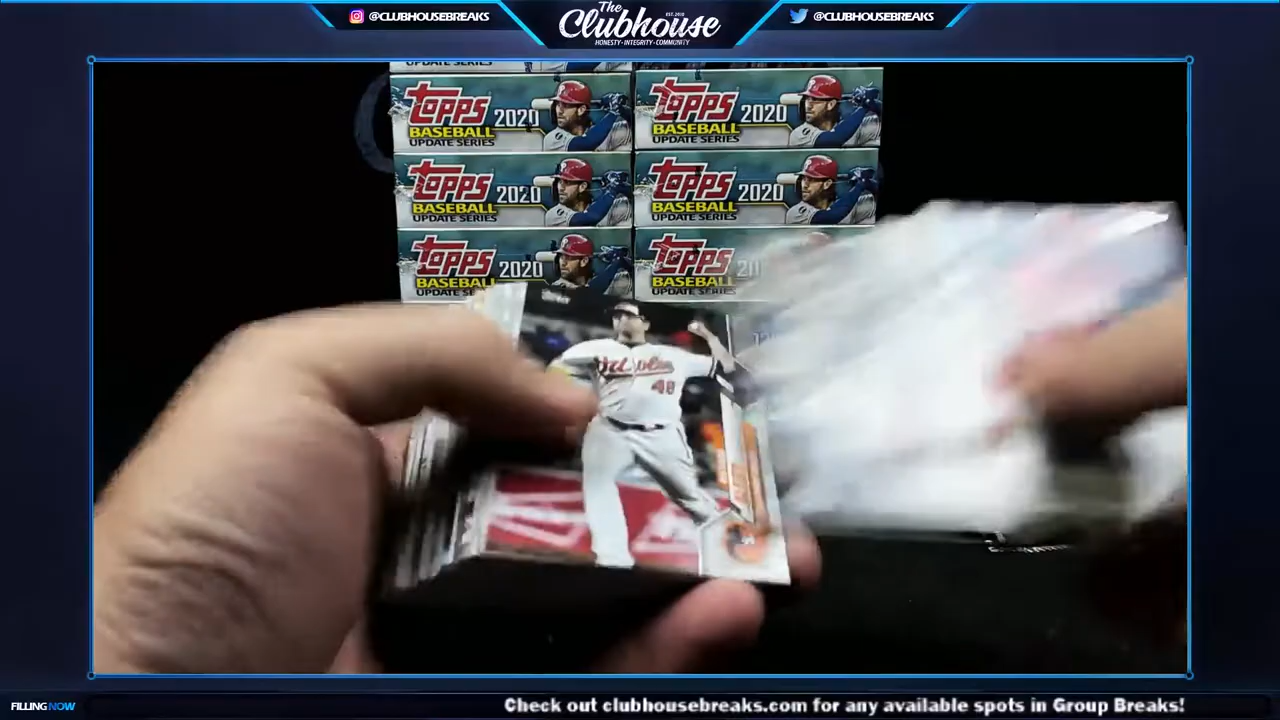 @CLUBHOUSEBREAKS
The
Clubhouse
EST. 2018
HONESTY • INTEGRITY • COMMUNITY
@CLUBHOUSEBREAKS
TOPPS 2020
BASEBALL
UPDATE SERIES
TOPPS 2020
BASEBALL
UPDATE SERIES
TOPPS 2020
BASEBALL
UPDATE SERIES
TOPPS 2020
BASEBALL
UPDATE SERIES
TOPPS 2020
BASEBALL
UPDATE SERIES
TOPPS
BASEBALL
UPDATE SERIES
Orioles
48
FILLING NOW
Check out clubhousebreaks.com for any available spots in Group Breaks!